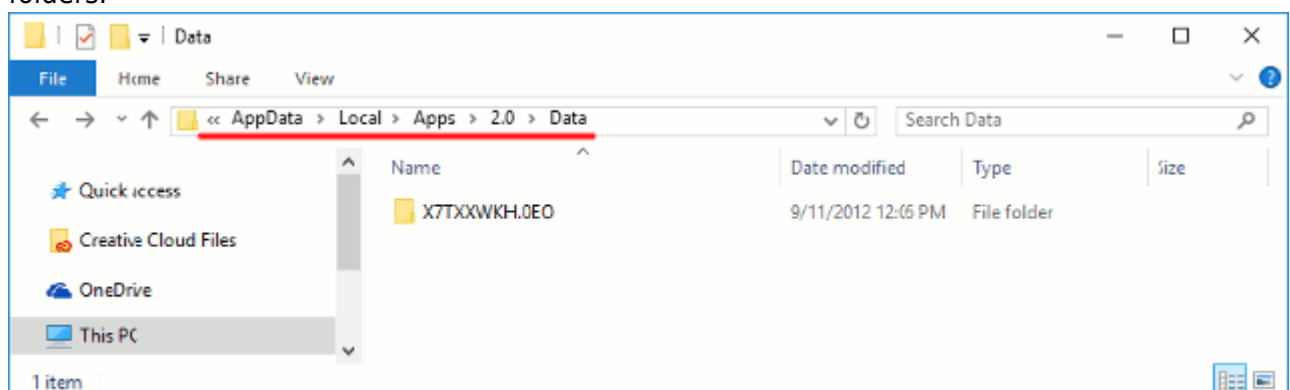 folders.
Data
File Home Share View
« AppData > Local > Apps > 2.0 > Data
Search Data
Name Date modified Type Size
Quick access
X7TXXWKH.0EO 9/11/2012 12:05 PM File folder
Creative Cloud Files
OneDrive
This PC
1 item